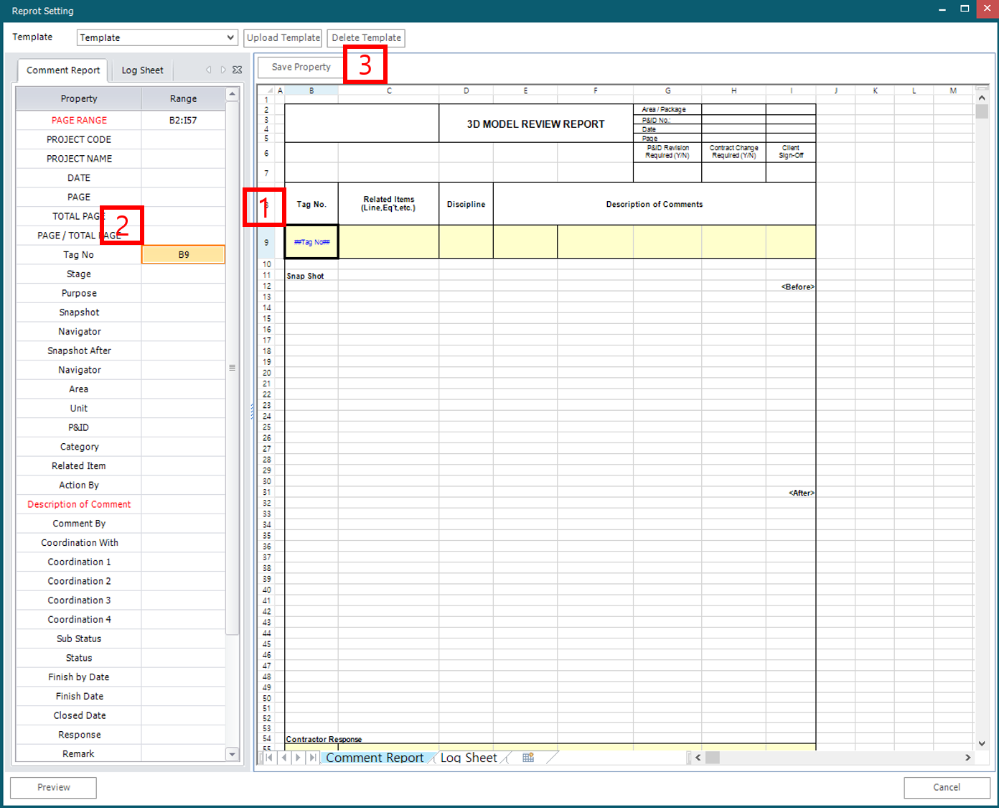 Reprot Setting
Template Template Upload Template Delete Template
Comment Report Log Sheet
Save Property 3
Property Range
PAGE RANGE B2:I57
PROJECT CODE
PROJECT NAME
DATE
PAGE
TOTAL PAGE
2
PAGE / TOTAL PAGE
Tag No B9
Stage
Purpose
Snapshot
Navigator
Snapshot After
Navigator
Area
Unit
P&ID
Category
Related Item
Action By
Description of Comment
Comment By
Coordination With
Coordination 1
Coordination 2
Coordination 3
Coordination 4
Sub Status
Status
Finish by Date
Finish Date
Closed Date
Response
Remark
A B C D E F G H I J K L M
1
2 Area / Package
3 3D MODEL REVIEW REPORT P&ID No.:
4 Date
5 Page
6 P&ID Revision Required (Y/N) Contract Change Required (Y/N) Client Sign-Off
7
1
8 Tag No. Related Items (Line,Eq't,etc.) Discipline Description of Comments
9 ##Tag No##
10
11 Snap Shot
12 <Before>
13
14
15
16
17
18
19
20
21
22
23
24
25
26
27
28
29
30
31 <After>
32
33
34
35
36
37
38
39
40
41
42
43
44
45
46
47
48
49
50
51
52
53
54 Contractor Response
55
Comment Report Log Sheet
Preview Cancel